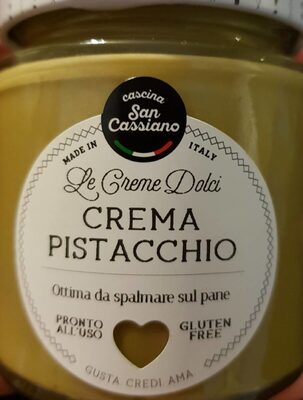 cascina
San
Cassiano
MADE IN ITALY
Le Creme Dolci
CREMA
PISTACCHIO
Ottima da spalmare sul pane
PRONTO
ALL'USO
GLUTEN
FREE
GUSTA CREDI AMA